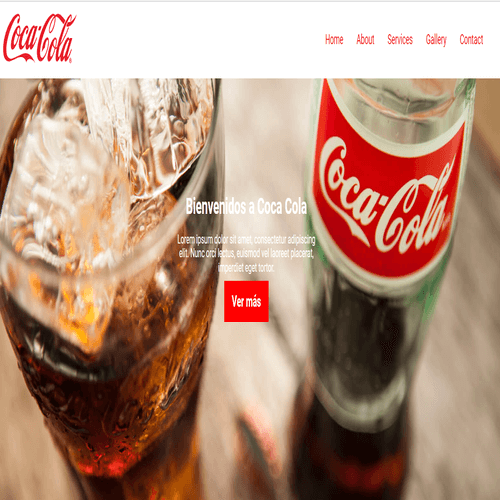 Coca-Cola
Home About Services Gallery Contact
Coca-Cola
Bienvenidos a Coca Cola
Lorem ipsum dolor sit amet, consectetur adipiscing
elit. Nunc orci lectus, euismod vel laoreet placerat,
imperdiet eget tortor.
Ver más